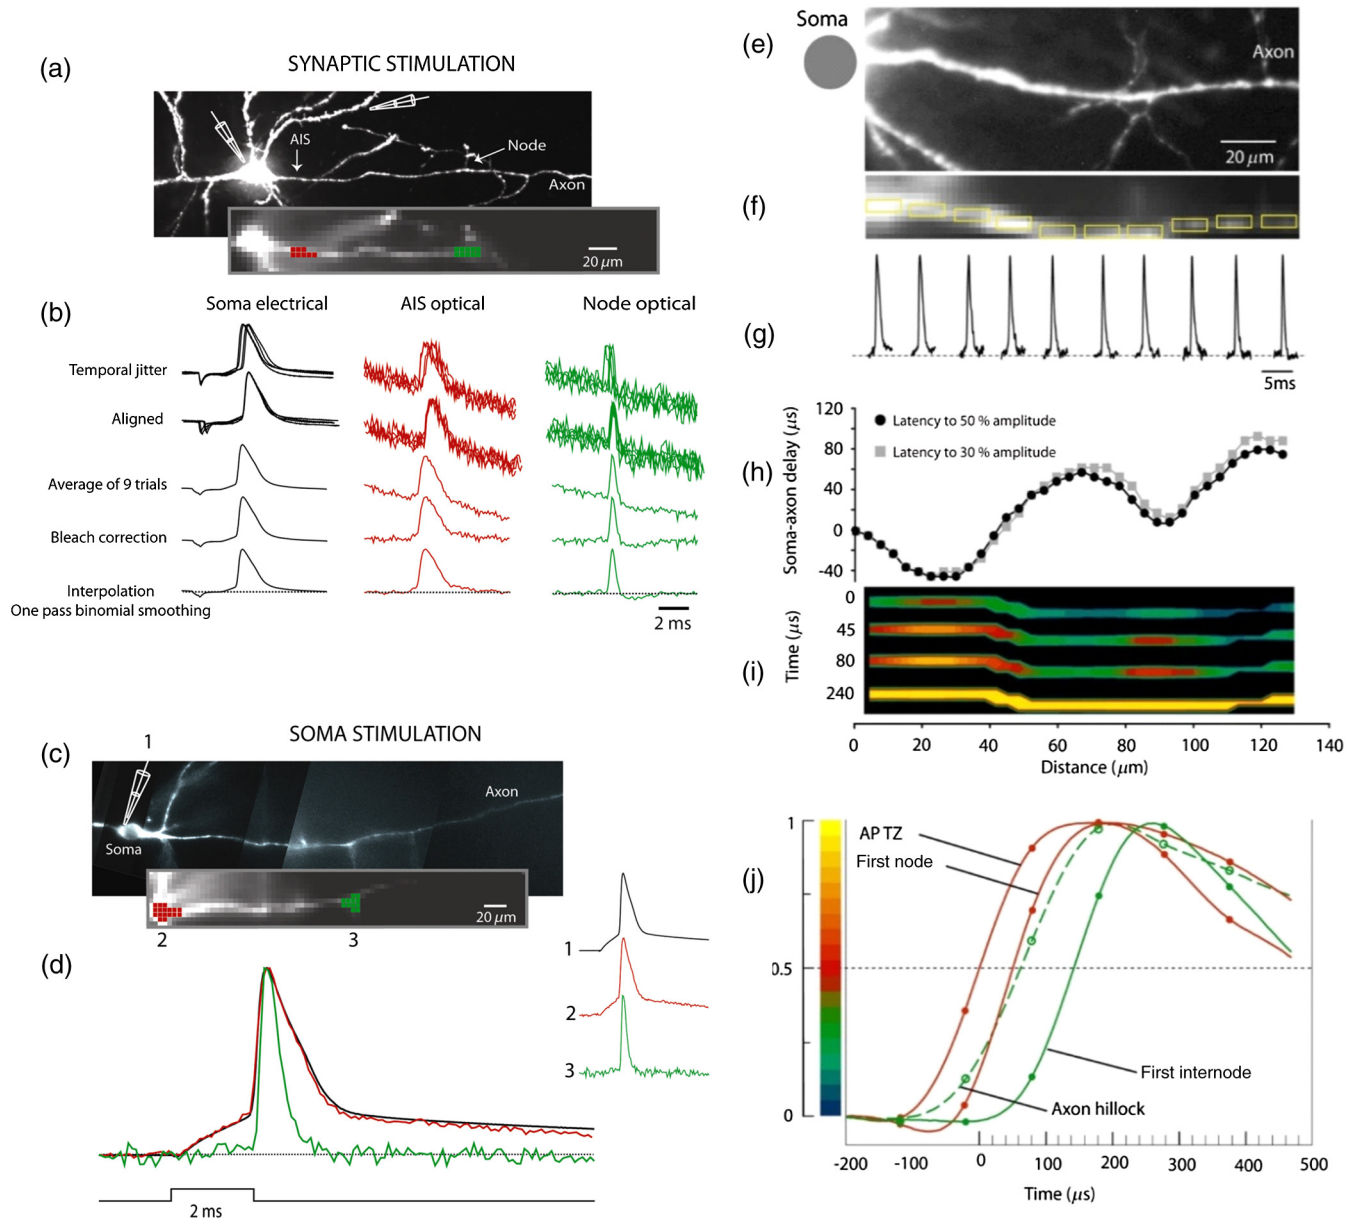 (a)
SYNAPTIC STIMULATION
AIS
Node
Axon
20 μm
(b)
Soma electrical
AIS optical
Node optical
Temporal jitter
Aligned
Average of 9 trials
Bleach correction
Interpolation
One pass binomial smoothing
2 ms
(c)
SOMA STIMULATION
1
Soma
Axon
20 μm
2
3
1
2
3
(d)
2 ms
(e)
Soma
Axon
20 μm
(f)
(g)
5ms
(h)
Soma-axon delay (μs)
120
80
40
0
-40
Latency to 50 % amplitude
Latency to 30 % amplitude
(i)
Time (μs)
0
45
80
240
0 20 40 60 80 100 120 140
Distance (μm)
(j)
1
0.5
0
AP TZ
First node
First internode
Axon hillock
-200 -100 0 100 200 300 400 500
Time (μs)